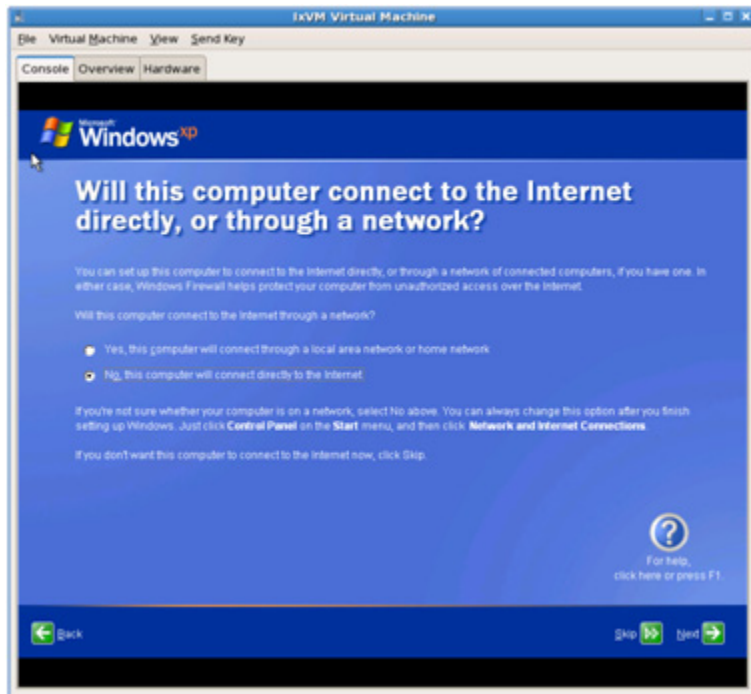 IxVM Virtual Machine
File Virtual Machine View Send Key
Console Overview Hardware
Microsoft
Windows xp
Will this computer connect to the Internet
directly, or through a network?
You can set up this computer to connect to the Internet directly, or through a network of connected computers, if you have one. In
either case, Windows Firewall helps protect your computer from unauthorized access over the Internet.
Will this computer connect to the Internet through a network?
Yes, this computer will connect through a local area network or home network
No, this computer will connect directly to the Internet
If you're not sure whether your computer is on a network, select No above. You can always change this option after you finish
setting up Windows. Just click Control Panel on the Start menu, and then click Network and Internet Connections.
If you don't want this computer to connect to the Internet now, click Skip.
For help,
click here or press F1.
Back Skip Next